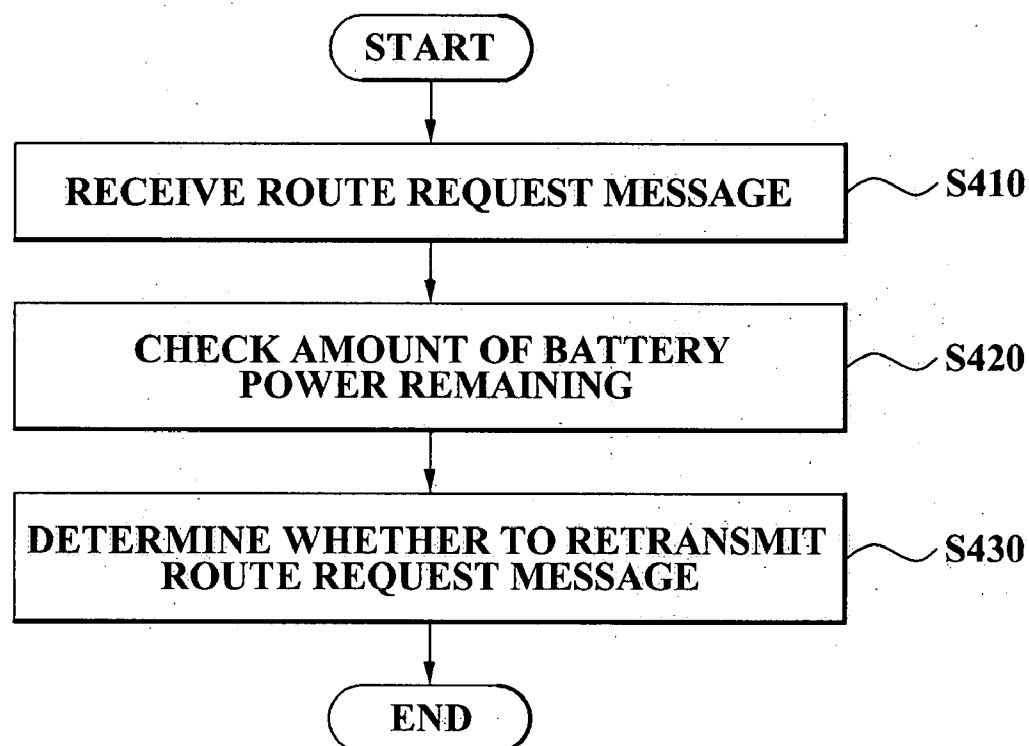 START
RECEIVE ROUTE REQUEST MESSAGE
S410
CHECK AMOUNT OF BATTERY
POWER REMAINING
S420
DETERMINE WHETHER TO RETRANSMIT
ROUTE REQUEST MESSAGE
S430
END